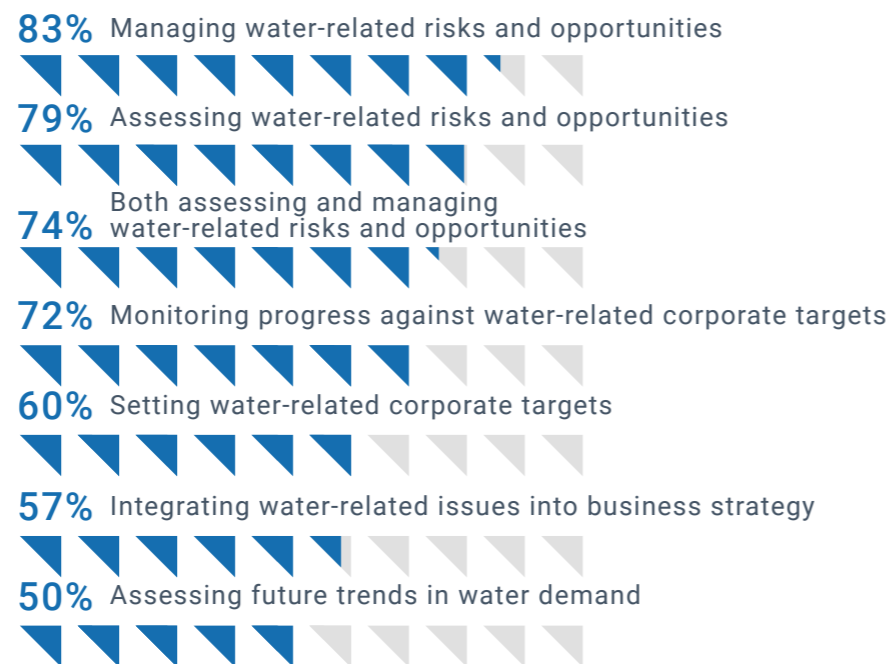 83% Managing water-related risks and opportunities
79% Assessing water-related risks and opportunities
Both assessing and managing
74% water-related risks and opportunities
72% Monitoring progress against water-related corporate targets
60% Setting water-related corporate targets
57% Integrating water-related issues into business strategy
50% Assessing future trends in water demand